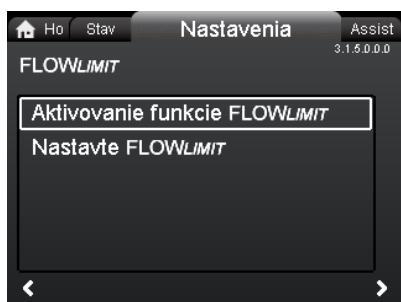 Ho Stav Nastavenia Assist
3.1.5.0.0.0
FLOWLIMIT
Aktivovanie funkcie FLOWLIMIT
Nastavte FLOWLIMIT